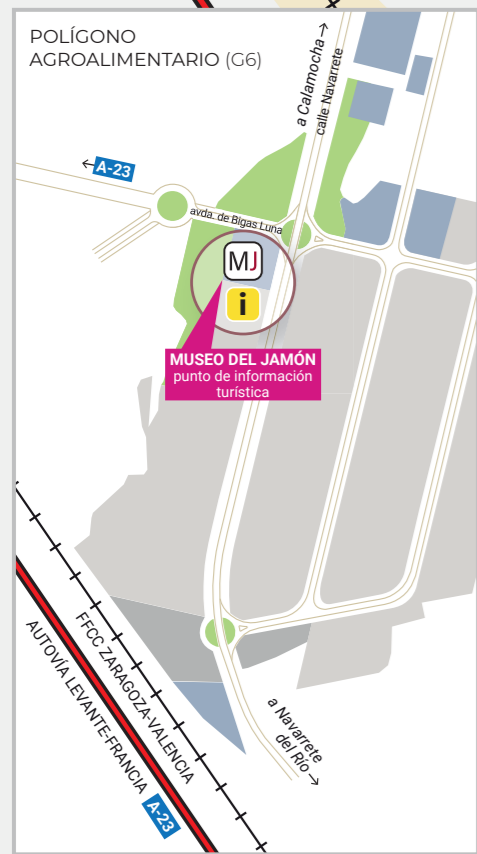 POLÍGONO
AGROALIMENTARIO (G6)
a Calamocha →
calle Navarrete
← A-23
avda. de Bigas Luna
MJ
i
MUSEO DEL JAMÓN
punto de información
turística
FFCC ZARAGOZA-VALENCIA
AUTOVÍA LEVANTE-FRANCIA
A-23
a Navarrete
del Río →